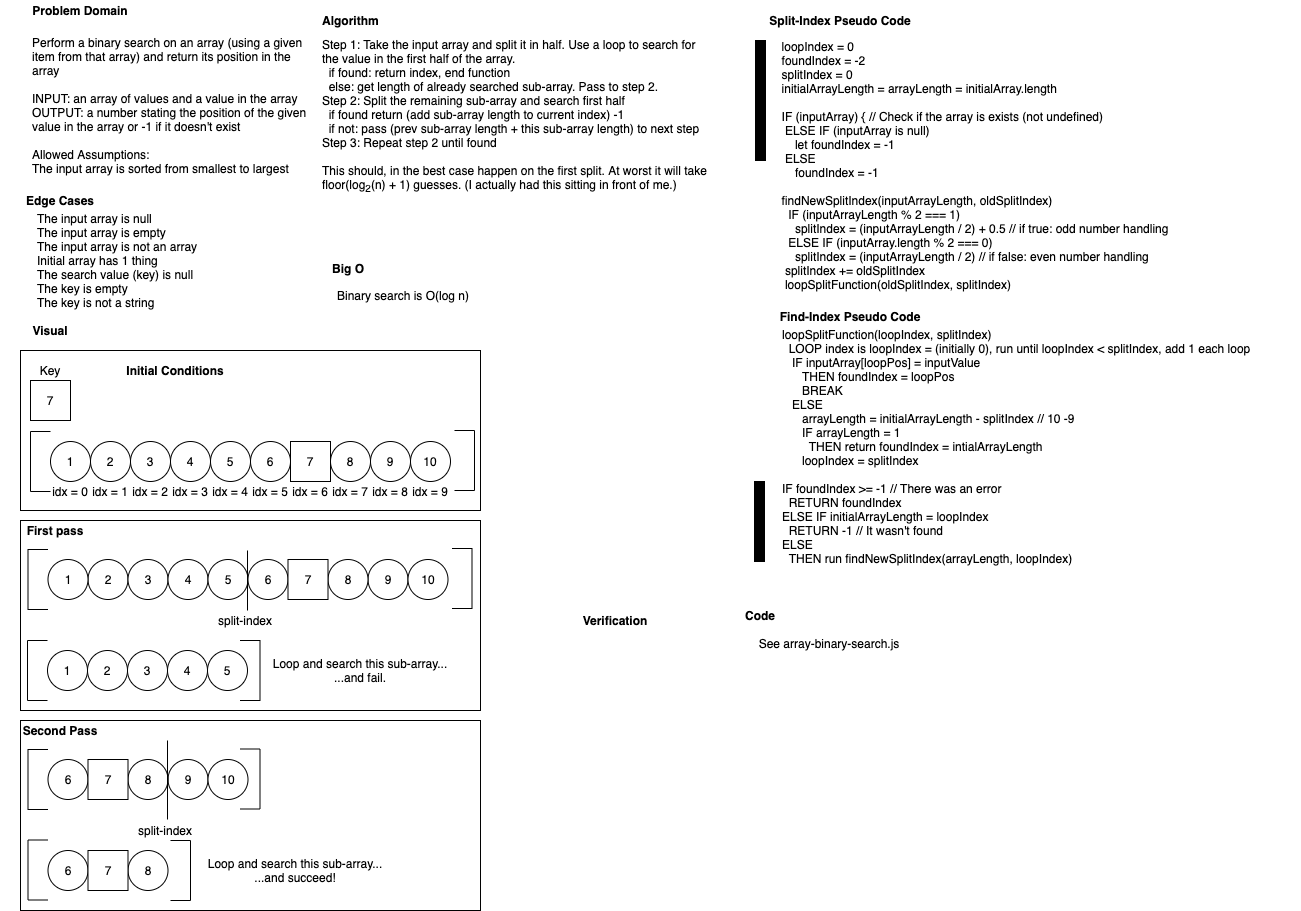 Problem Domain
Perform a binary search on an array (using a given
item from that array) and return its position in the
array
INPUT: an array of values and a value in the array
OUTPUT: a number stating the position of the given
value in the array or -1 if it doesn't exist
Allowed Assumptions:
The input array is sorted from smallest to largest
Edge Cases
The input array is null
The input array is empty
The input array is not an array
Initial array has 1 thing
The search value (key) is null
The key is empty
The key is not a string
Algorithm
Step 1: Take the input array and split it in half. Use a loop to search for
the value in the first half of the array.
if found: return index, end function
else: get length of already searched sub-array. Pass to step 2.
Step 2: Split the remaining sub-array and search first half
if found return (add sub-array length to current index) -1
if not: pass (prev sub-array length + this sub-array length) to next step
Step 3: Repeat step 2 until found
This should, in the best case happen on the first split. At worst it will take
floor(log2(n) + 1) guesses. (I actually had this sitting in front of me.)
Big O
Binary search is O(log n)
Visual
Key
Initial Conditions
7
1 2 3 4 5 6 7 8 9 10
idx = 0 idx = 1 idx = 2 idx = 3 idx = 4 idx = 5 idx = 6 idx = 7 idx = 8 idx = 9
First pass
1 2 3 4 5 6 7 8 9 10
split-index
1 2 3 4 5
Loop and search this sub-array...
...and fail.
Second Pass
6 7 8 9 10
split-index
6 7 8
Loop and search this sub-array...
...and succeed!
Split-Index Pseudo Code
loopIndex = 0
foundIndex = -2
splitIndex = 0
initialArrayLength = arrayLength = initialArray.length
IF (inputArray) { // Check if the array is exists (not undefined)
ELSE IF (inputArray is null)
let foundIndex = -1
ELSE
foundIndex = -1
findNewSplitIndex(inputArrayLength, oldSplitIndex)
IF (inputArrayLength % 2 === 1)
splitIndex = (inputArrayLength / 2) + 0.5 // if true: odd number handling
ELSE IF (inputArray.length % 2 === 0)
splitIndex = (inputArrayLength / 2) // if false: even number handling
splitIndex += oldSplitIndex
loopSplitFunction(oldSplitIndex, splitIndex)
Find-Index Pseudo Code
loopSplitFunction(loopIndex, splitIndex)
LOOP index is loopIndex = (initially 0), run until loopIndex < splitIndex, add 1 each loop
IF inputArray[loopPos] = inputValue
THEN foundIndex = loopPos
BREAK
ELSE
arrayLength = initialArrayLength - splitIndex // 10 -9
IF arrayLength = 1
THEN return foundIndex = intialArrayLength
loopIndex = splitIndex
IF foundIndex >= -1 // There was an error
RETURN foundIndex
ELSE IF initialArrayLength = loopIndex
RETURN -1 // It wasn't found
ELSE
THEN run findNewSplitIndex(arrayLength, loopIndex)
Verification
Code
See array-binary-search.js